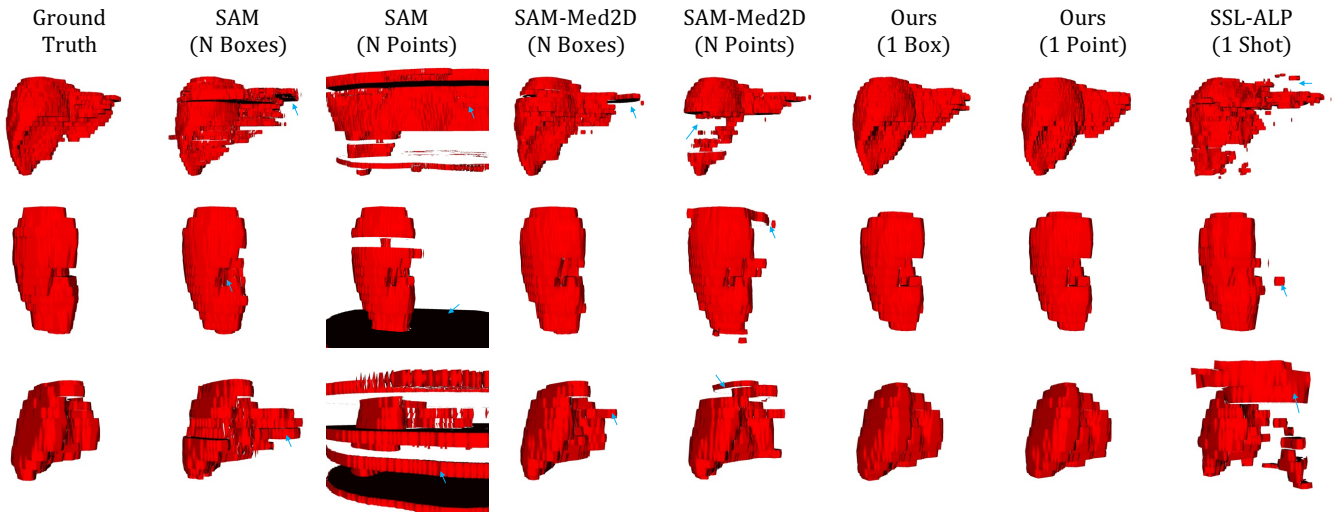 Ground
Truth
SAM
(N Boxes)
SAM
(N Points)
SAM-Med2D
(N Boxes)
SAM-Med2D
(N Points)
Ours
(1 Box)
Ours
(1 Point)
SSL-ALP
(1 Shot)